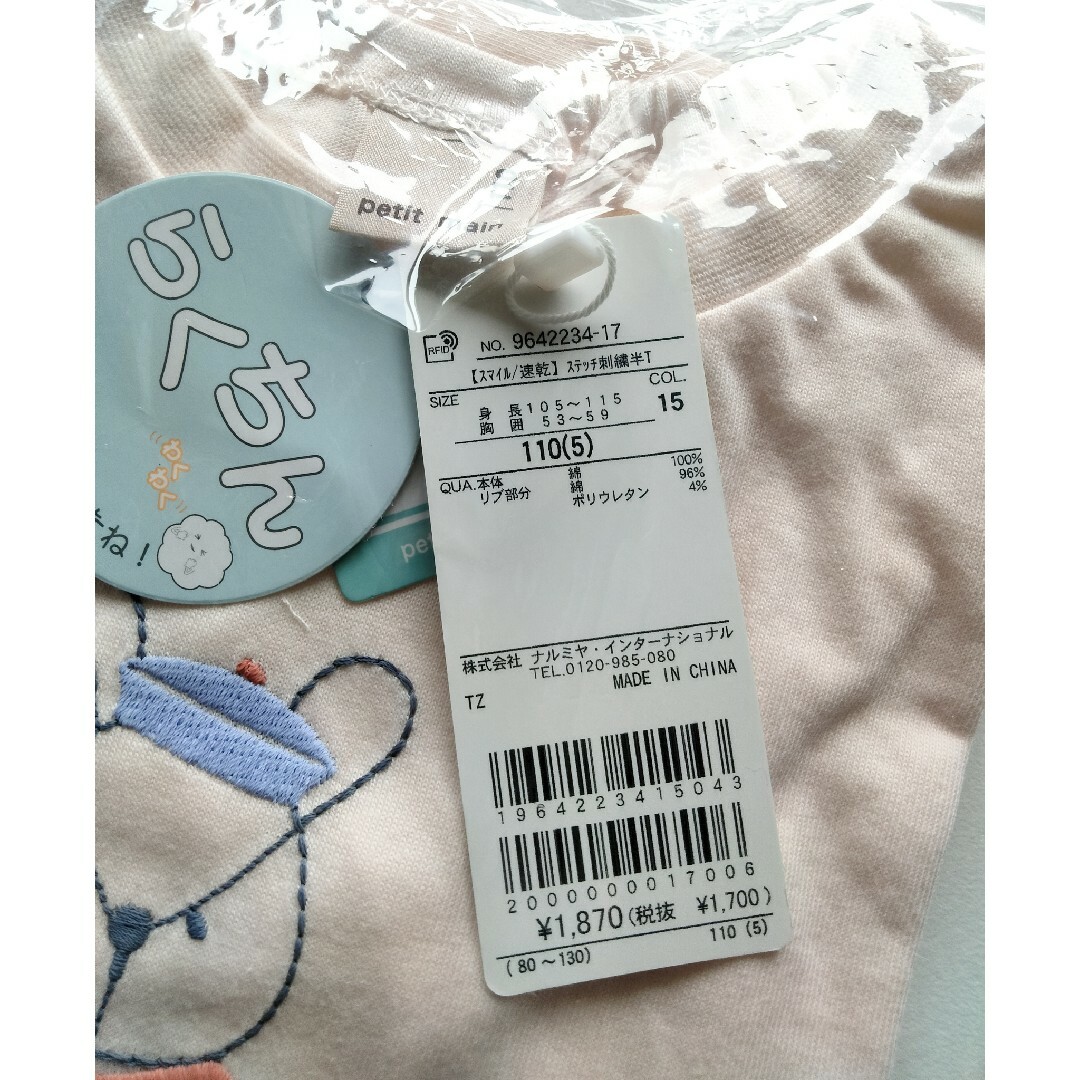 petit main
らくちん
わくわく
ね！
pet
RFID
NO. 9642234-17
【スマイル/速乾】ステッチ刺繍半T
SIZE 身 長 105～115 COL.
胸 囲 53～59 15
110(5)
QUA. 本体 綿 100%
リブ部分 綿 96%
ポリウレタン 4%
株式会社 ナルミヤ・インターナショナル
TEL.0120-985-080
MADE IN CHINA
TZ
1964223415043
2000000017006
¥1,870(税抜 ¥1,700)
(80～130) 110 (5)